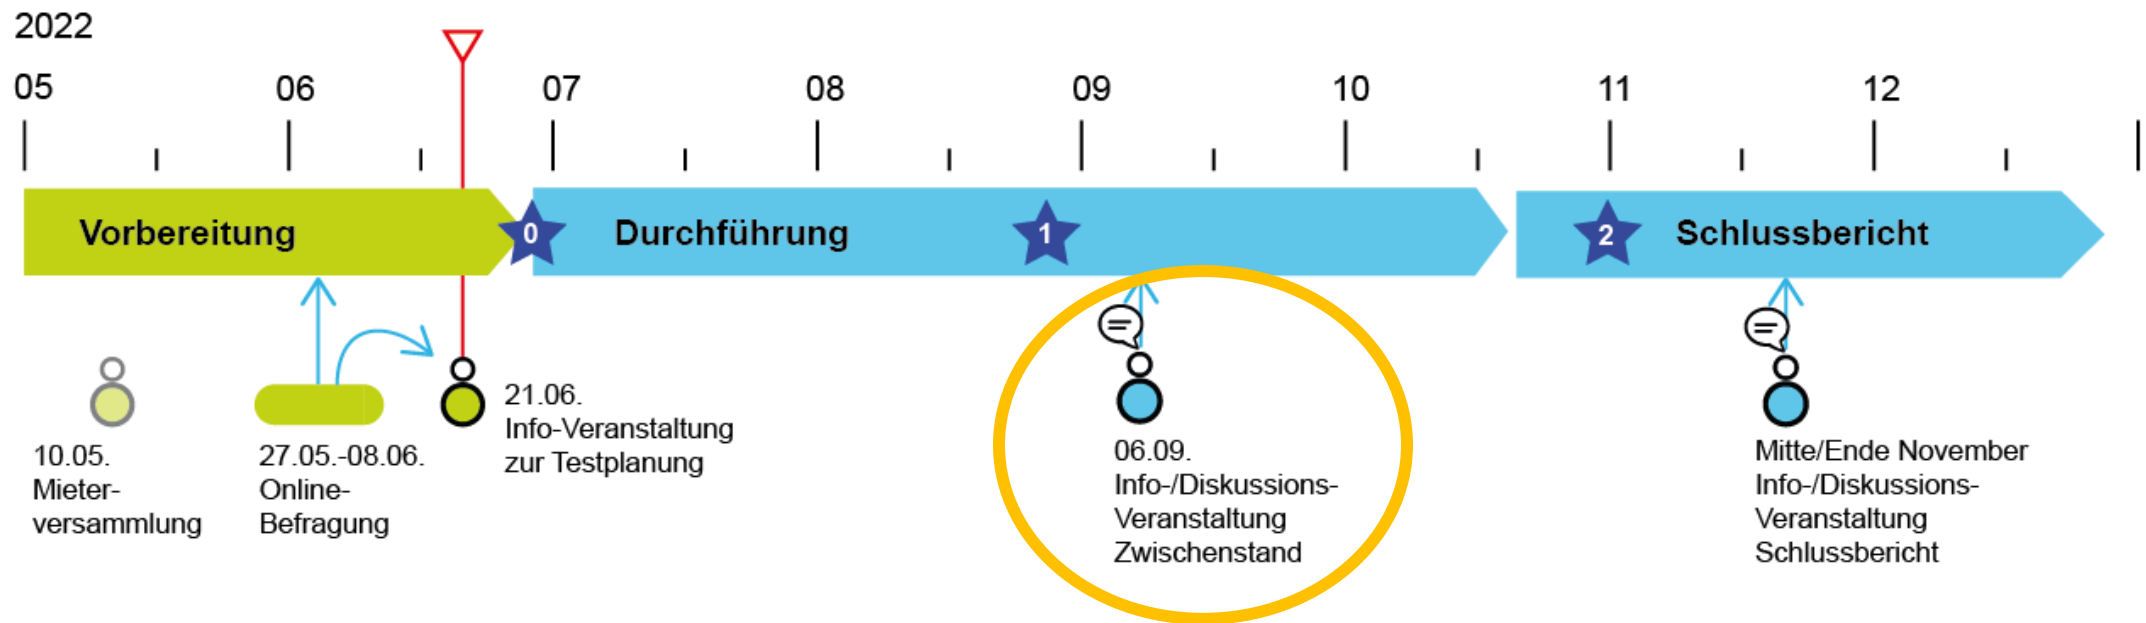 2022
05 06 07 08 09 10 11 12
Vorbereitung 0 Durchführung 1 2 Schlussbericht
10.05.
Mieter-
versammlung
27.05.-08.06.
Online-
Befragung
21.06.
Info-Veranstaltung
zur Testplanung
06.09.
Info-/Diskussions-
Veranstaltung
Zwischenstand
Mitte/Ende November
Info-/Diskussions-
Veranstaltung
Schlussbericht